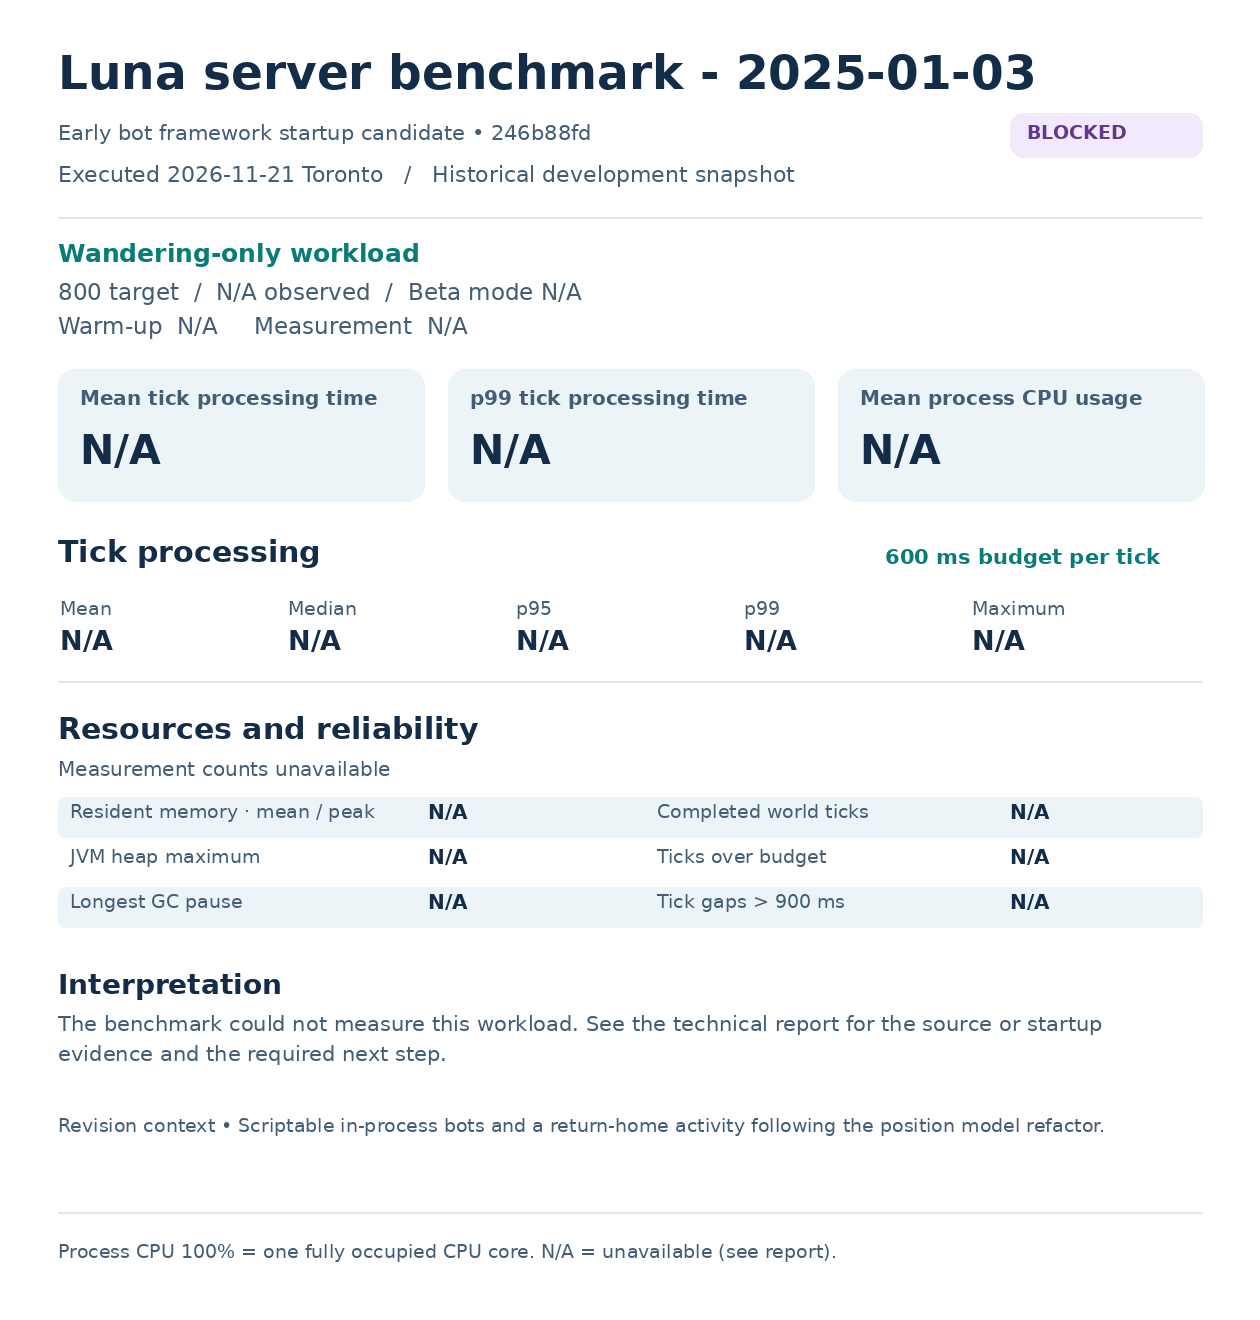 Luna server benchmark - 2025-01-03
Early bot framework startup candidate • 246b88fd
BLOCKED
Executed 2026-11-21 Toronto / Historical development snapshot
Wandering-only workload
800 target / N/A observed / Beta mode N/A
Warm-up N/A Measurement N/A
Mean tick processing time
N/A
p99 tick processing time
N/A
Mean process CPU usage
N/A
Tick processing
600 ms budget per tick
Mean Median p95 p99 Maximum
N/A N/A N/A N/A N/A
Resources and reliability
Measurement counts unavailable
Resident memory · mean / peak N/A Completed world ticks N/A
JVM heap maximum N/A Ticks over budget N/A
Longest GC pause N/A Tick gaps > 900 ms N/A
Interpretation
The benchmark could not measure this workload. See the technical report for the source or startup
evidence and the required next step.
Revision context • Scriptable in-process bots and a return-home activity following the position model refactor.
Process CPU 100% = one fully occupied CPU core. N/A = unavailable (see report).